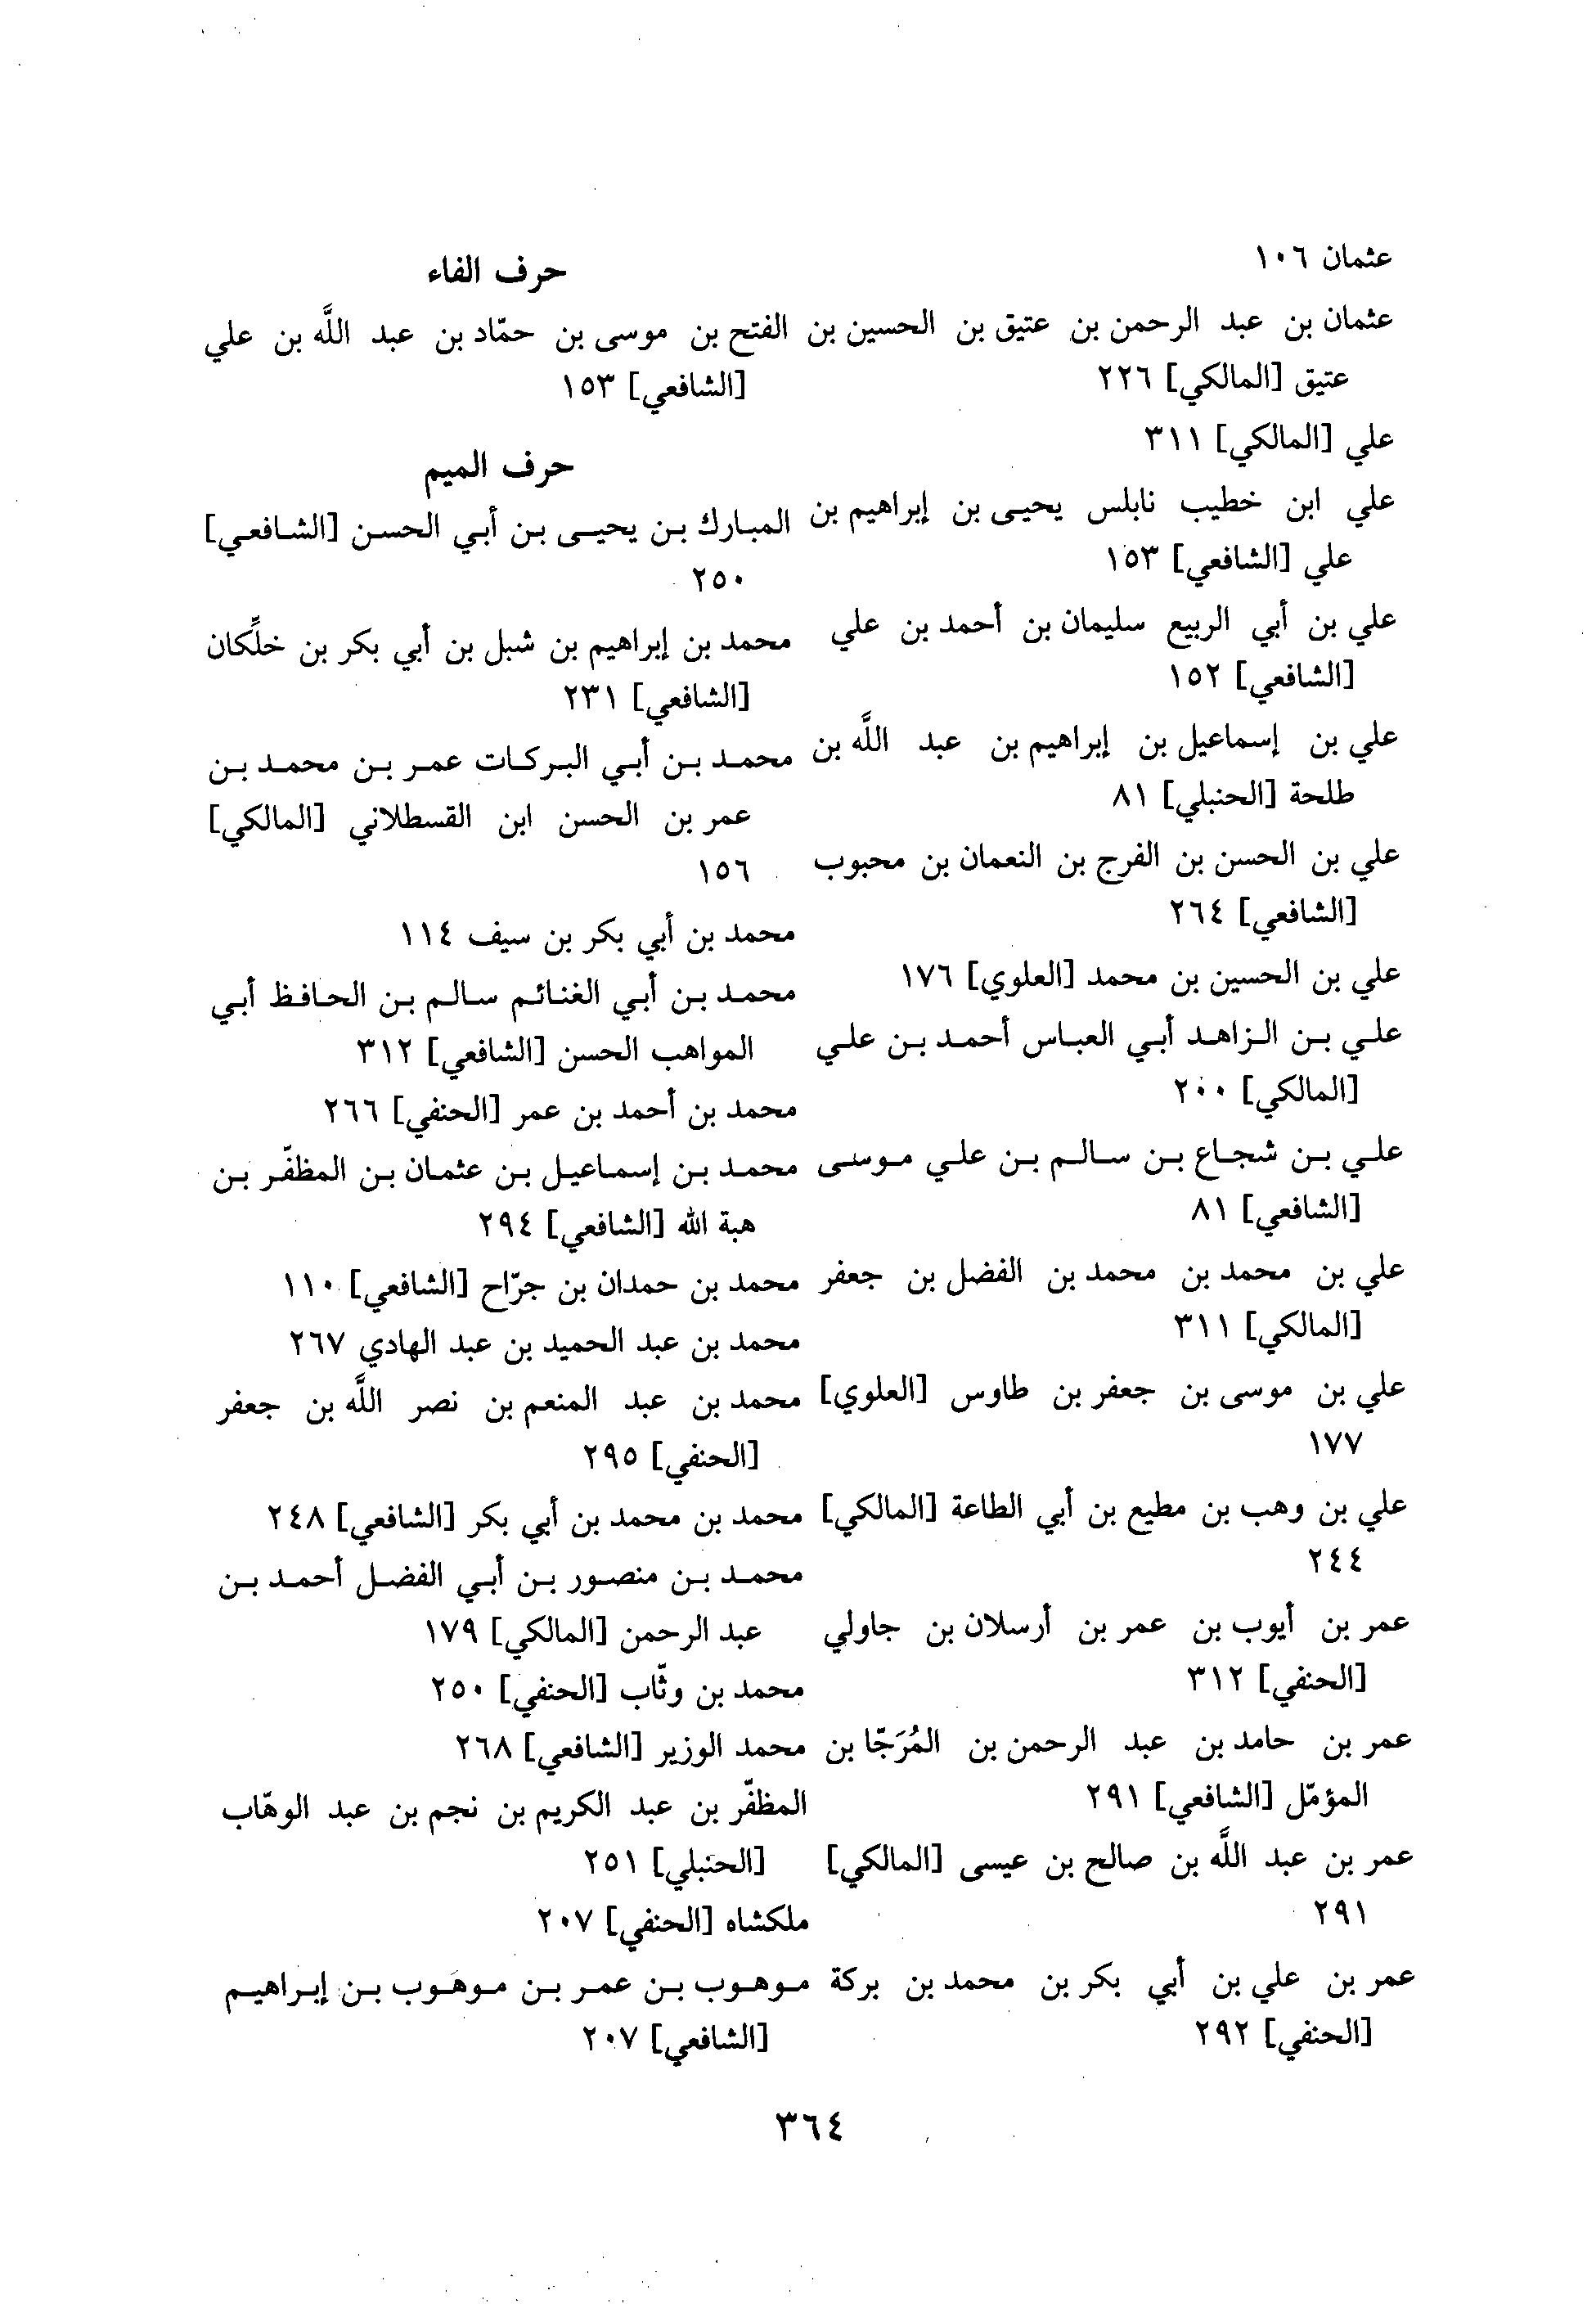 عثمان ١٠٦
عثمان بن عبد الرحمن بن عتيق بن الحسين بن
عتيق [المالكي] ٢٢٦
علي [المالكي] ٣١١
علي ابن خطيب نابلس يحيى بن إبراهيم بن
علي [الشافعي] ١٥٣
علي بن أبي الربيع سليمان بن أحمد بن علي
[الشافعي] ١٥٢
علي بن إسماعيل بن إبراهيم بن عبد اللَّه بن
طلحة [الحنبلي] ٨١
علي بن الحسن بن الفرج بن النعمان بن محبوب
[الشافعي] ٢٦٤
علي بن الحسين بن محمد [العلوي] ١٧٦
علي بن الزاهد أبي العباس أحمد بن علي
[المالكي] ٢٠٠
علي بن شجاع بن سالم بن علي موسى
[الشافعي] ٨١
علي بن محمد بن محمد بن الفضل بن جعفر
[المالكي] ٣١١
علي بن موسى بن جعفر بن طاوس [العلوي]
١٧٧
علي بن وهب بن مطيع بن أبي الطاعة [المالكي]
٢٤٤
عمر بن أيوب بن عمر بن أرسلان بن جاولي
[الحنفي] ٣١٢
عمر بن حامد بن عبد الرحمن بن المُرَجّا بن
المؤمّل [الشافعي] ٢٩١
عمر بن عبد اللَّه بن صالح بن عيسى [المالكي]
٢٩١
عمر بن علي بن أبي بكر بن محمد بن بركة
[الحنفي] ٢٩٢
حرف الفاء
الفتح بن موسى بن حمّاد بن عبد اللَّه بن علي
[الشافعي] ١٥٣
حرف الميم
المبارك بن يحيى بن أبي الحسن [الشافعي]
٢٥٠
محمد بن إبراهيم بن شبل بن أبي بكر بن خلِّكان
[الشافعي] ٢٣١
محمد بن أبي البركات عمر بن محمد بن
عمر بن الحسن ابن القسطلاني [المالكي]
١٥٦
محمد بن أبي بكر بن سيف ١١٤
محمد بن أبي الغنائم سالم بن الحافظ أبي
المواهب الحسن [الشافعي] ٣١٢
محمد بن أحمد بن عمر [الحنفي] ٢٦٦
محمد بن إسماعيل بن عثمان بن المظفّر بن
هبة الله [الشافعي] ٢٩٤
محمد بن حمدان بن جرّاح [الشافعي] ١١٠
محمد بن عبد الحميد بن عبد الهادي ٢٦٧
محمد بن عبد المنعم بن نصر اللَّه بن جعفر
[الحنفي] ٢٩٥
محمد بن محمد بن أبي بكر [الشافعي] ٢٤٨
محمد بن منصور بن أبي الفضل أحمد بن
عبد الرحمن [المالكي] ١٧٩
محمد بن وثّاب [الحنفي] ٢٥٠
محمد الوزير [الشافعي] ٢٦٨
المظفّر بن عبد الكريم بن نجم بن عبد الوهّاب
[الحنبلي] ٢٥١
ملكشاه [الحنفي] ٢٠٧
موهوب بن عمر بن موهوب بن إبراهيم
[الشافعي] ٢٠٧
٣٦٤